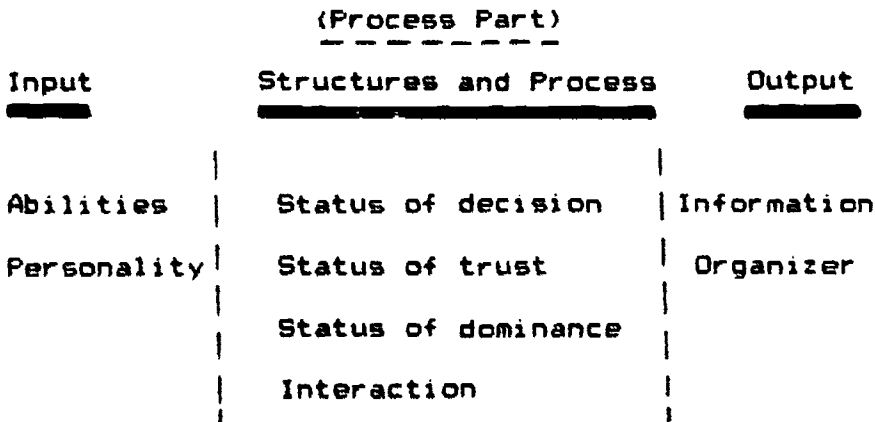 (Process Part)
Input Structures and Process Output
Abilities Status of decision Information
Personality Status of trust Organizer
Status of dominance
Interaction